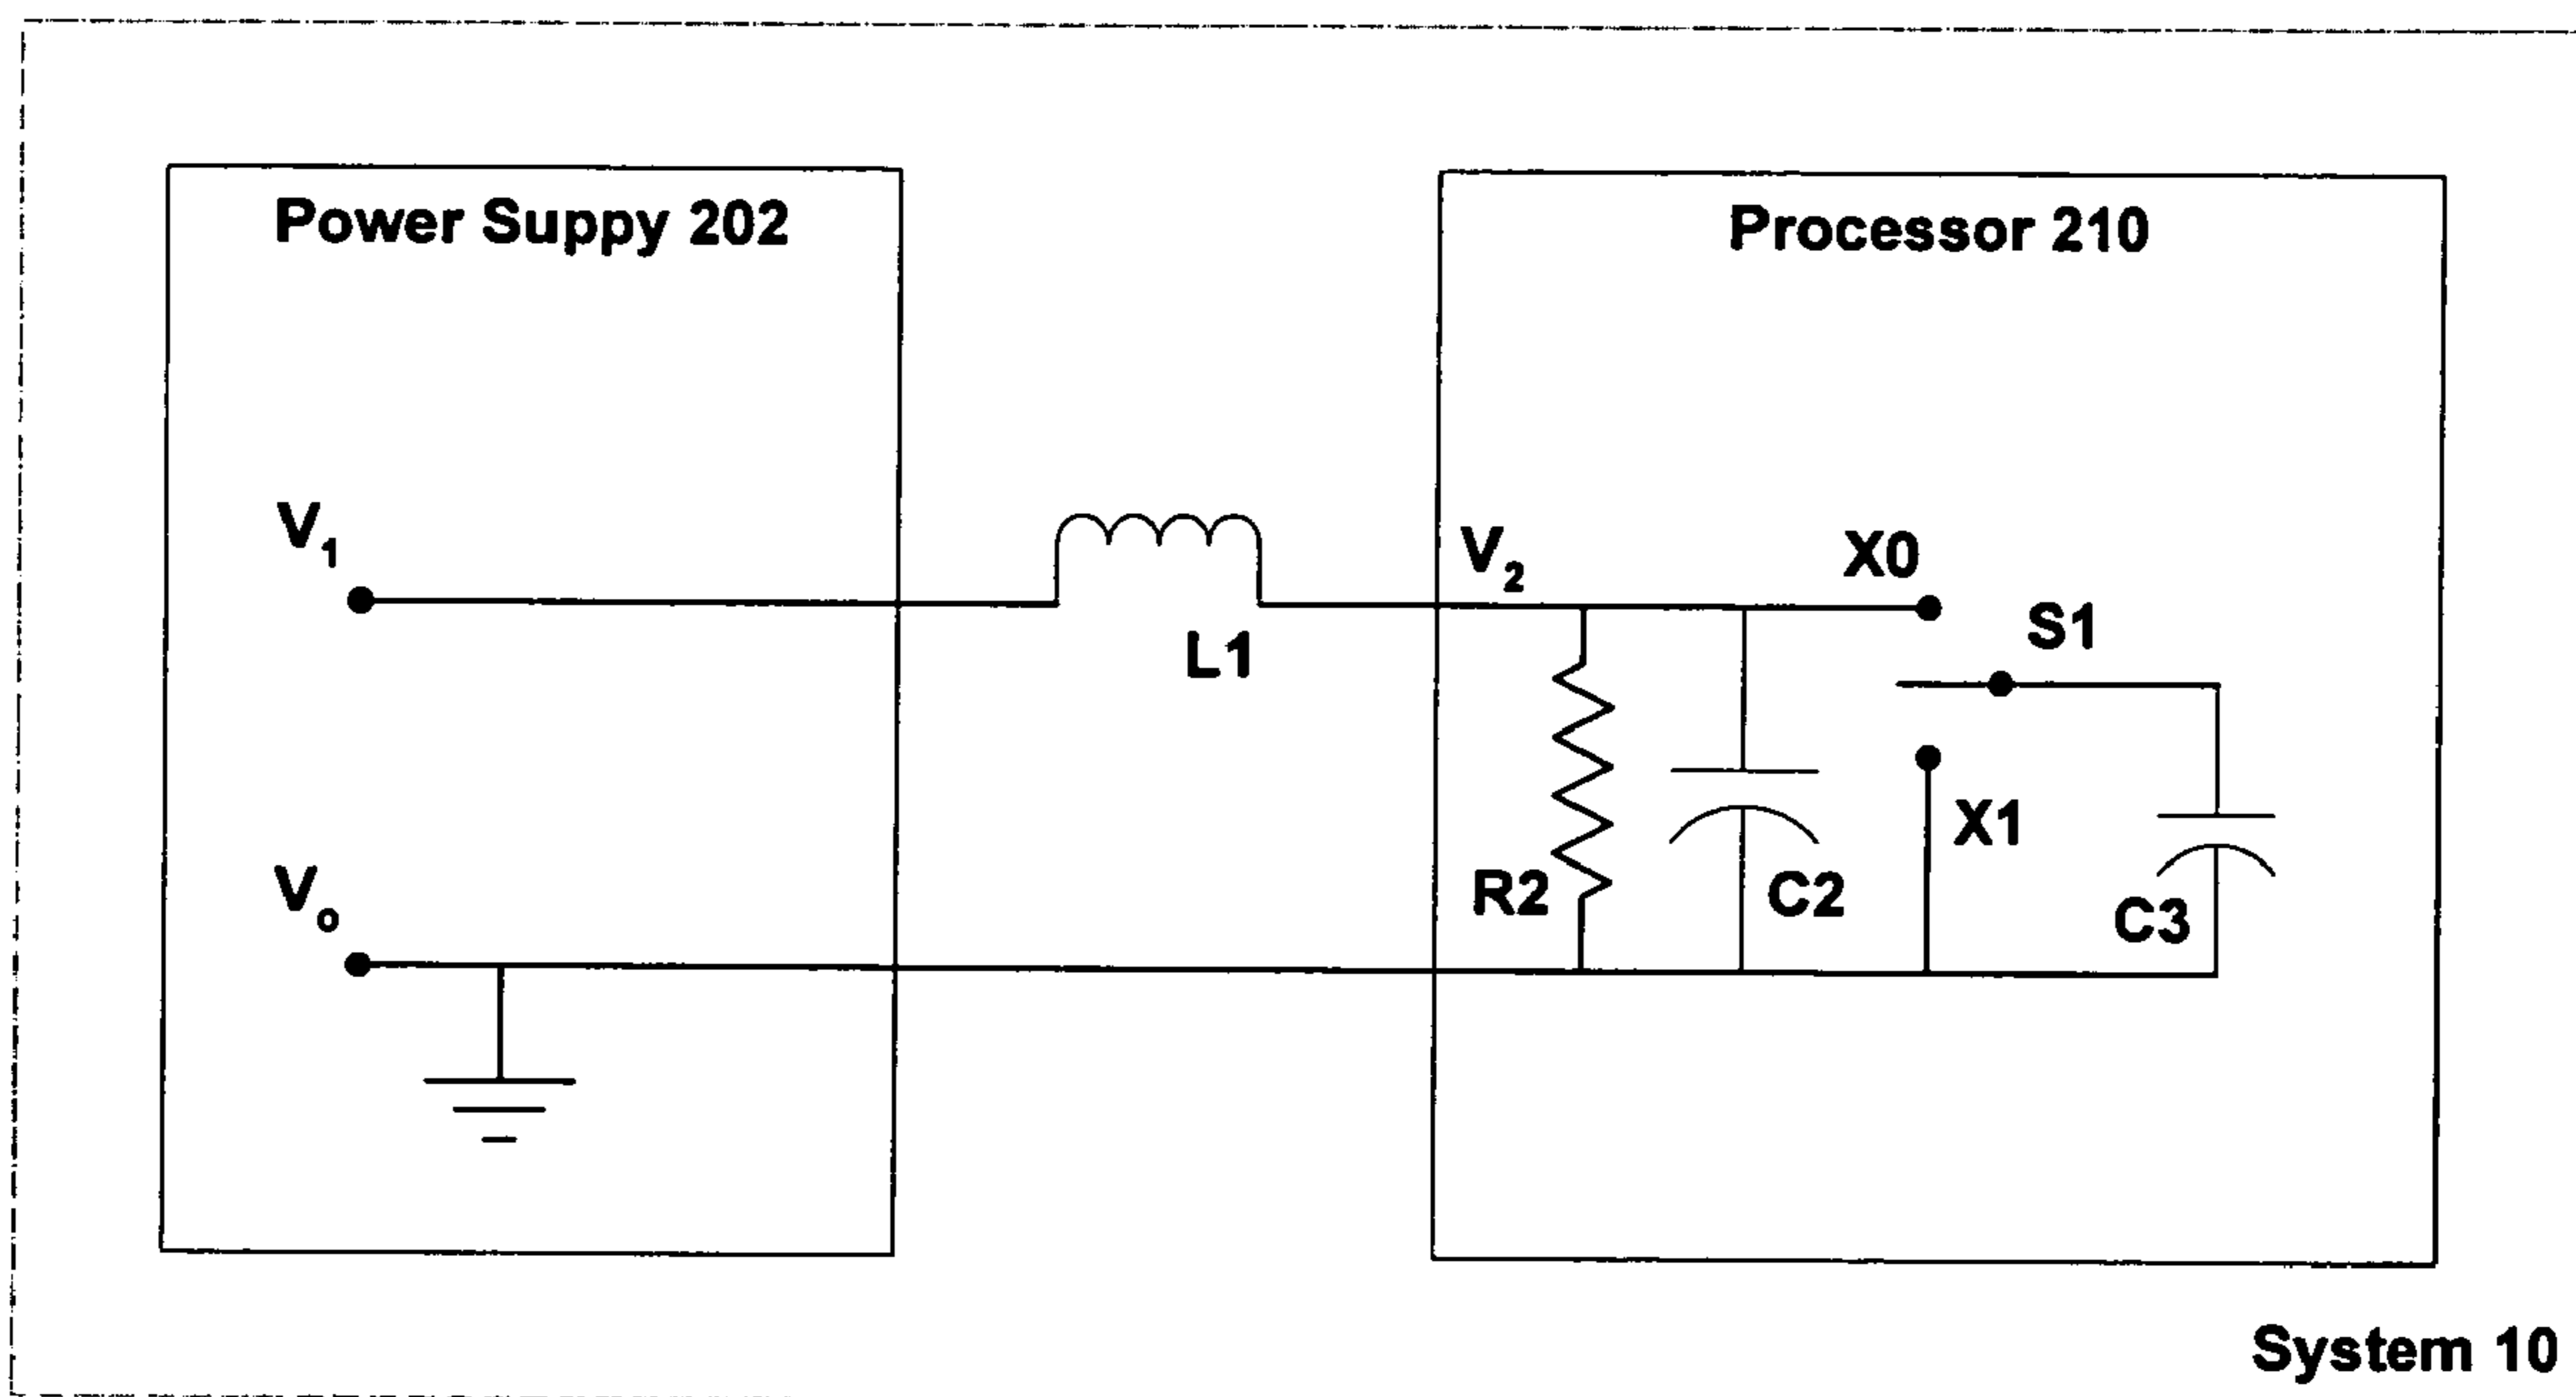 Power Suppy 202
Processor 210
V₁
L1
V₂
X0
S1
X1
R2
C2
C3
Vₒ
System 10